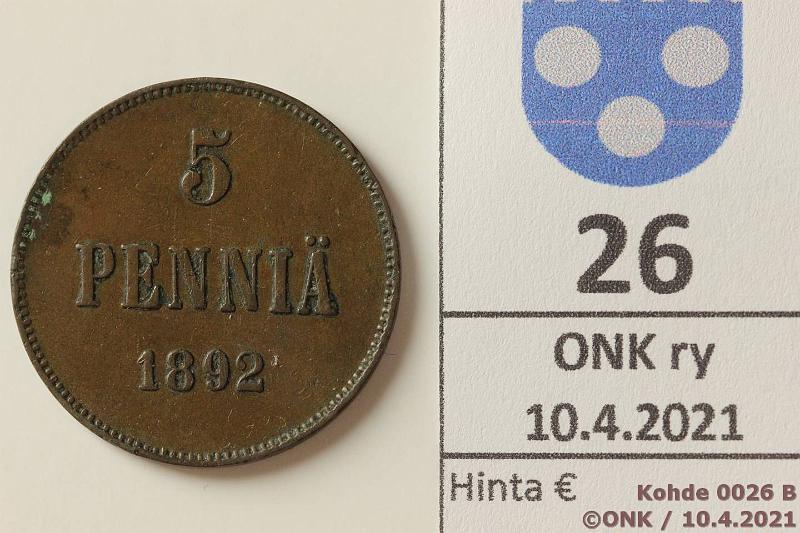 5
PENNIÄ
1892
26
ONK ry
10.4.2021
Hinta €
Kohde 0026 B
©ONK / 10.4.2021